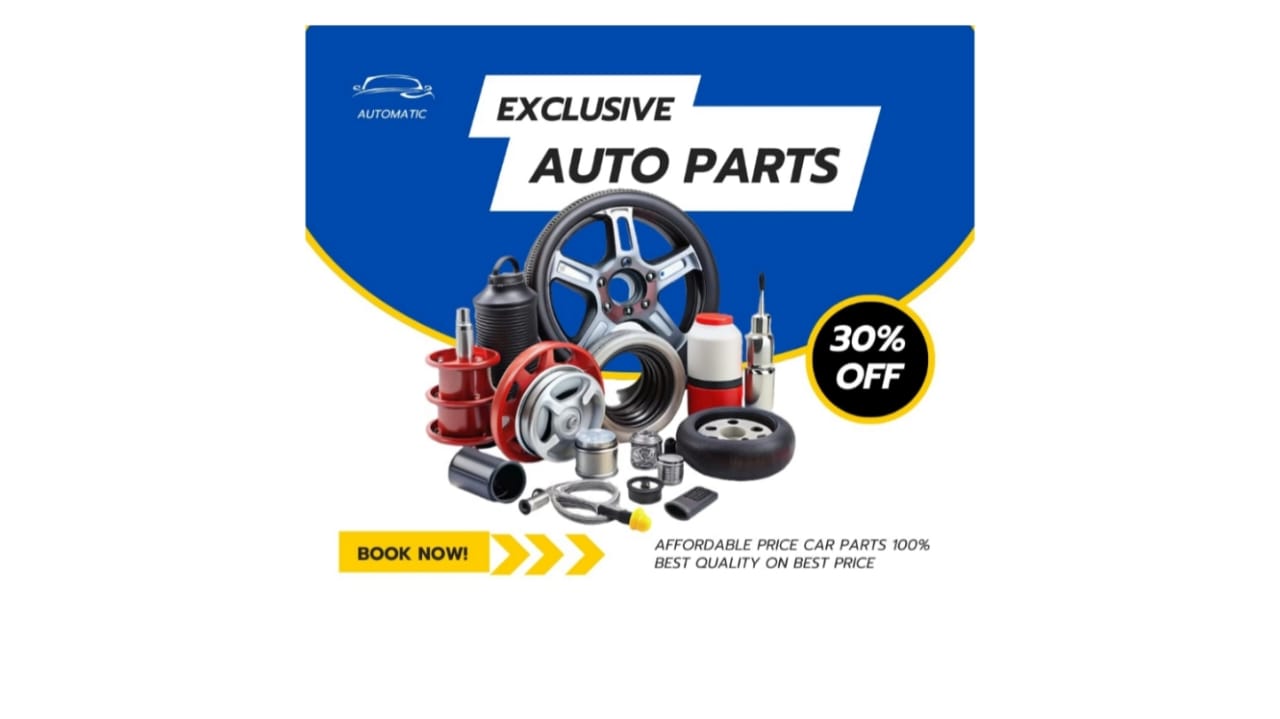 AUTOMATIC
EXCLUSIVE
AUTO PARTS
30%
OFF
BOOK NOW!
AFFORDABLE PRICE CAR PARTS 100%
BEST QUALITY ON BEST PRICE